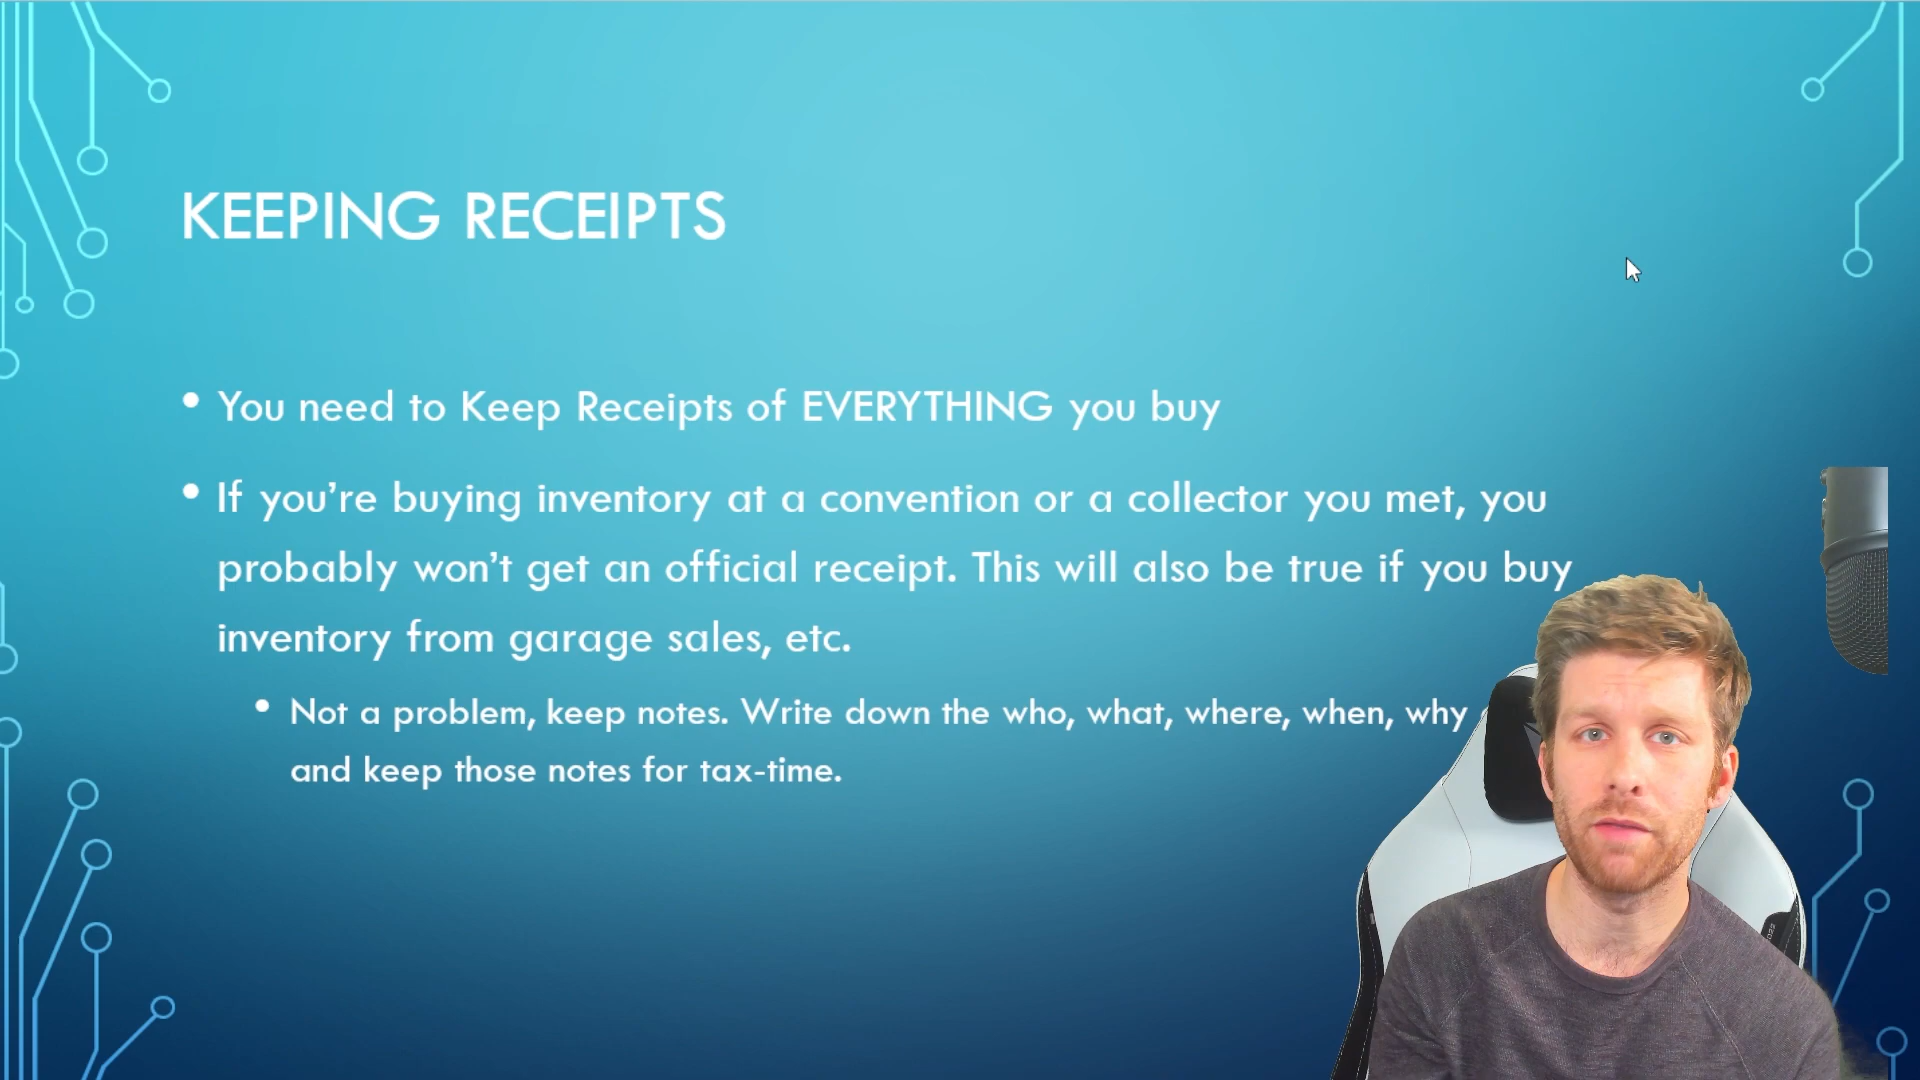 KEEPING RECEIPTS
• You need to Keep Receipts of EVERYTHING you buy
• If you’re buying inventory at a convention or a collector you met, you
probably won’t get an official receipt. This will also be true if you buy
inventory from garage sales, etc.
• Not a problem, keep notes. Write down the who, what, where, when, why
and keep those notes for tax-time.